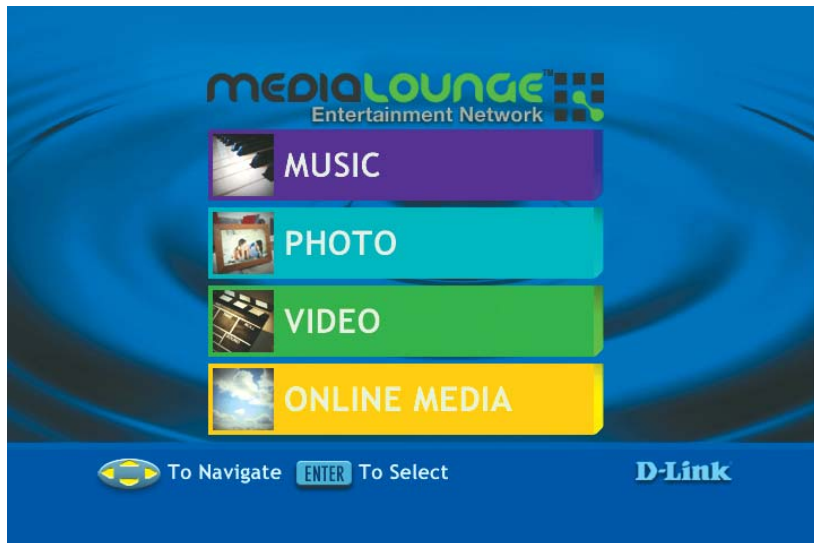 MEDIALOUNGE™
Entertainment Network
MUSIC
PHOTO
VIDEO
ONLINE MEDIA
To Navigate ENTER To Select
D-Link